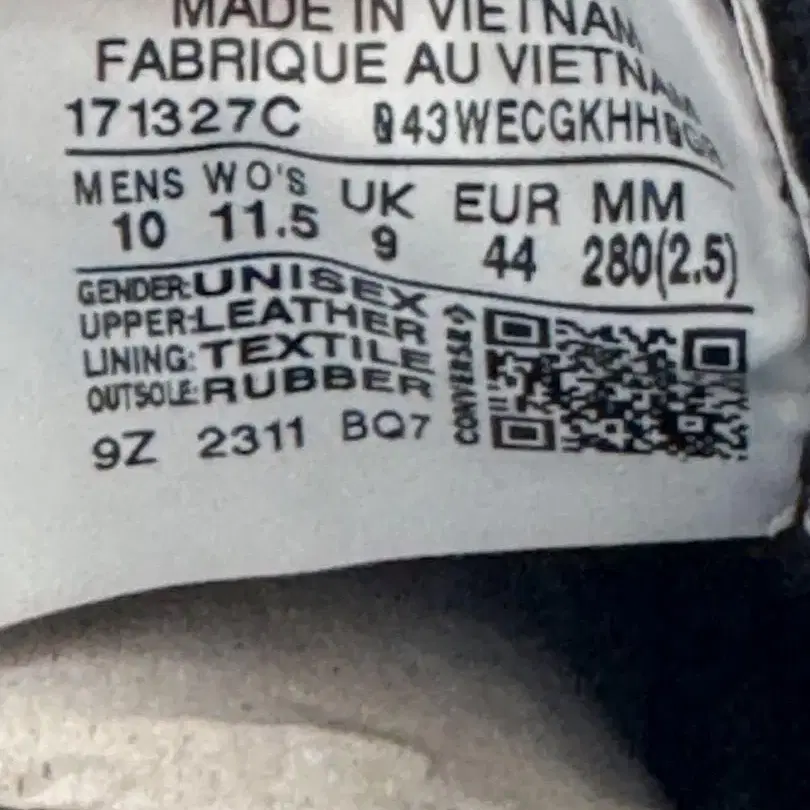 MADE IN VIETNAM
FABRIQUE AU VIETNAM
171327C
MENS WO'S UK EUR MM
10 11.5 9 44 280(2.5)
GENDER:UNISEX
UPPER:LEATHER
LINING:TEXTILE
OUTSOLE:RUBBER
CONVERSE
9Z 2311 BQ7